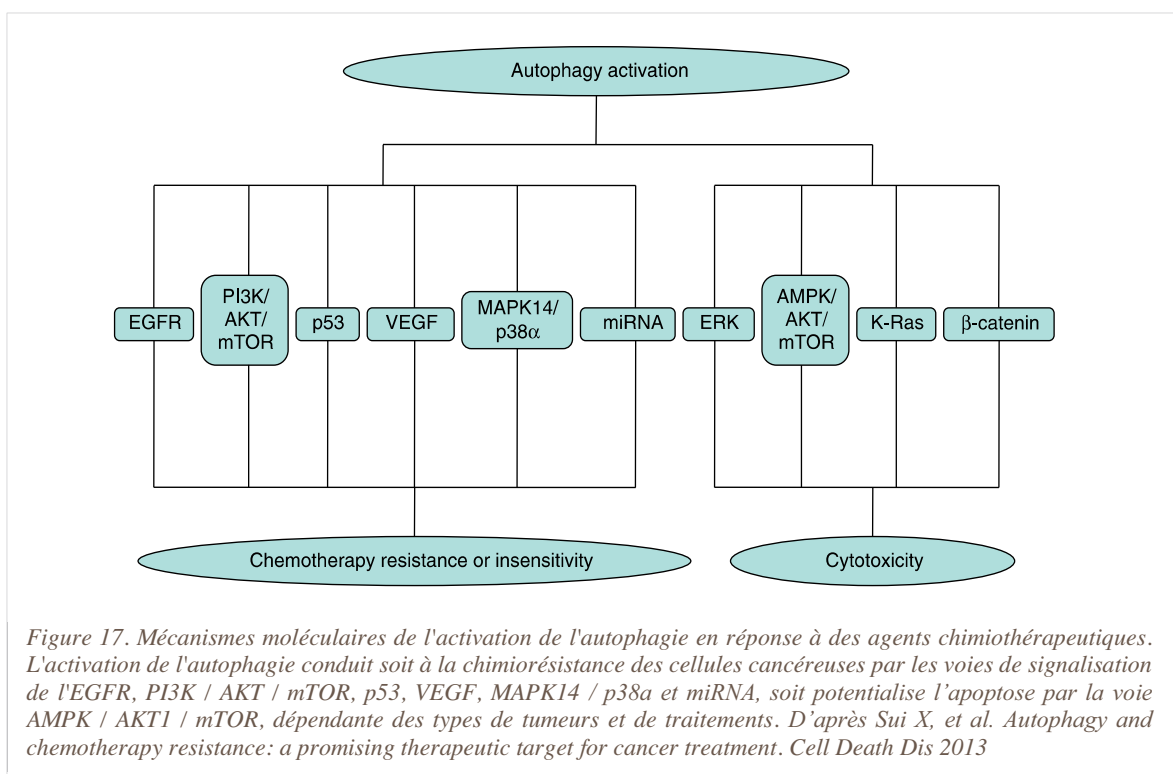 Autophagy activation
EGFR
PI3K/
AKT/
mTOR
p53
VEGF
MAPK14/
p38α
miRNA
ERK
AMPK/
AKT/
mTOR
K-Ras
β-catenin
Chemotherapy resistance or insensitivity
Cytotoxicity
Figure 17. Mécanismes moléculaires de l'activation de l'autophagie en réponse à des agents chimiothérapeutiques.
L'activation de l'autophagie conduit soit à la chimiorésistance des cellules cancéreuses par les voies de signalisation
de l'EGFR, PI3K / AKT / mTOR, p53, VEGF, MAPK14 / p38a et miRNA, soit potentialise l’apoptose par la voie
AMPK / AKT1 / mTOR, dépendante des types de tumeurs et de traitements. D’après Sui X, et al. Autophagy and
chemotherapy resistance: a promising therapeutic target for cancer treatment. Cell Death Dis 2013